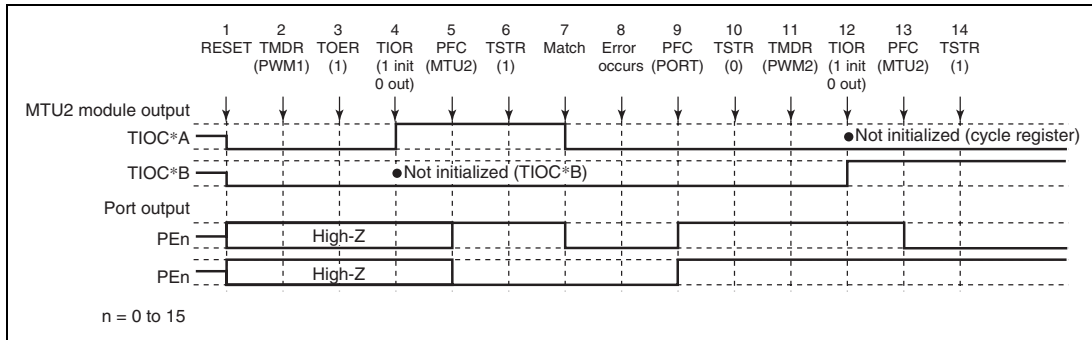 1 2 3 4 5 6 7 8 9 10 11 12 13 14
RESET TMDR TOER TIOR PFC TSTR Match Error PFC TSTR TMDR TIOR PFC TSTR
(PWM1) (1) (1 init (MTU2) (1) occurs (PORT) (0) (PWM2) (1 init (MTU2) (1)
0 out) 0 out)
MTU2 module output
TIOC*A
●Not initialized (cycle register)
TIOC*B
●Not initialized (TIOC*B)
Port output
PEn
High-Z
PEn
High-Z
n = 0 to 15